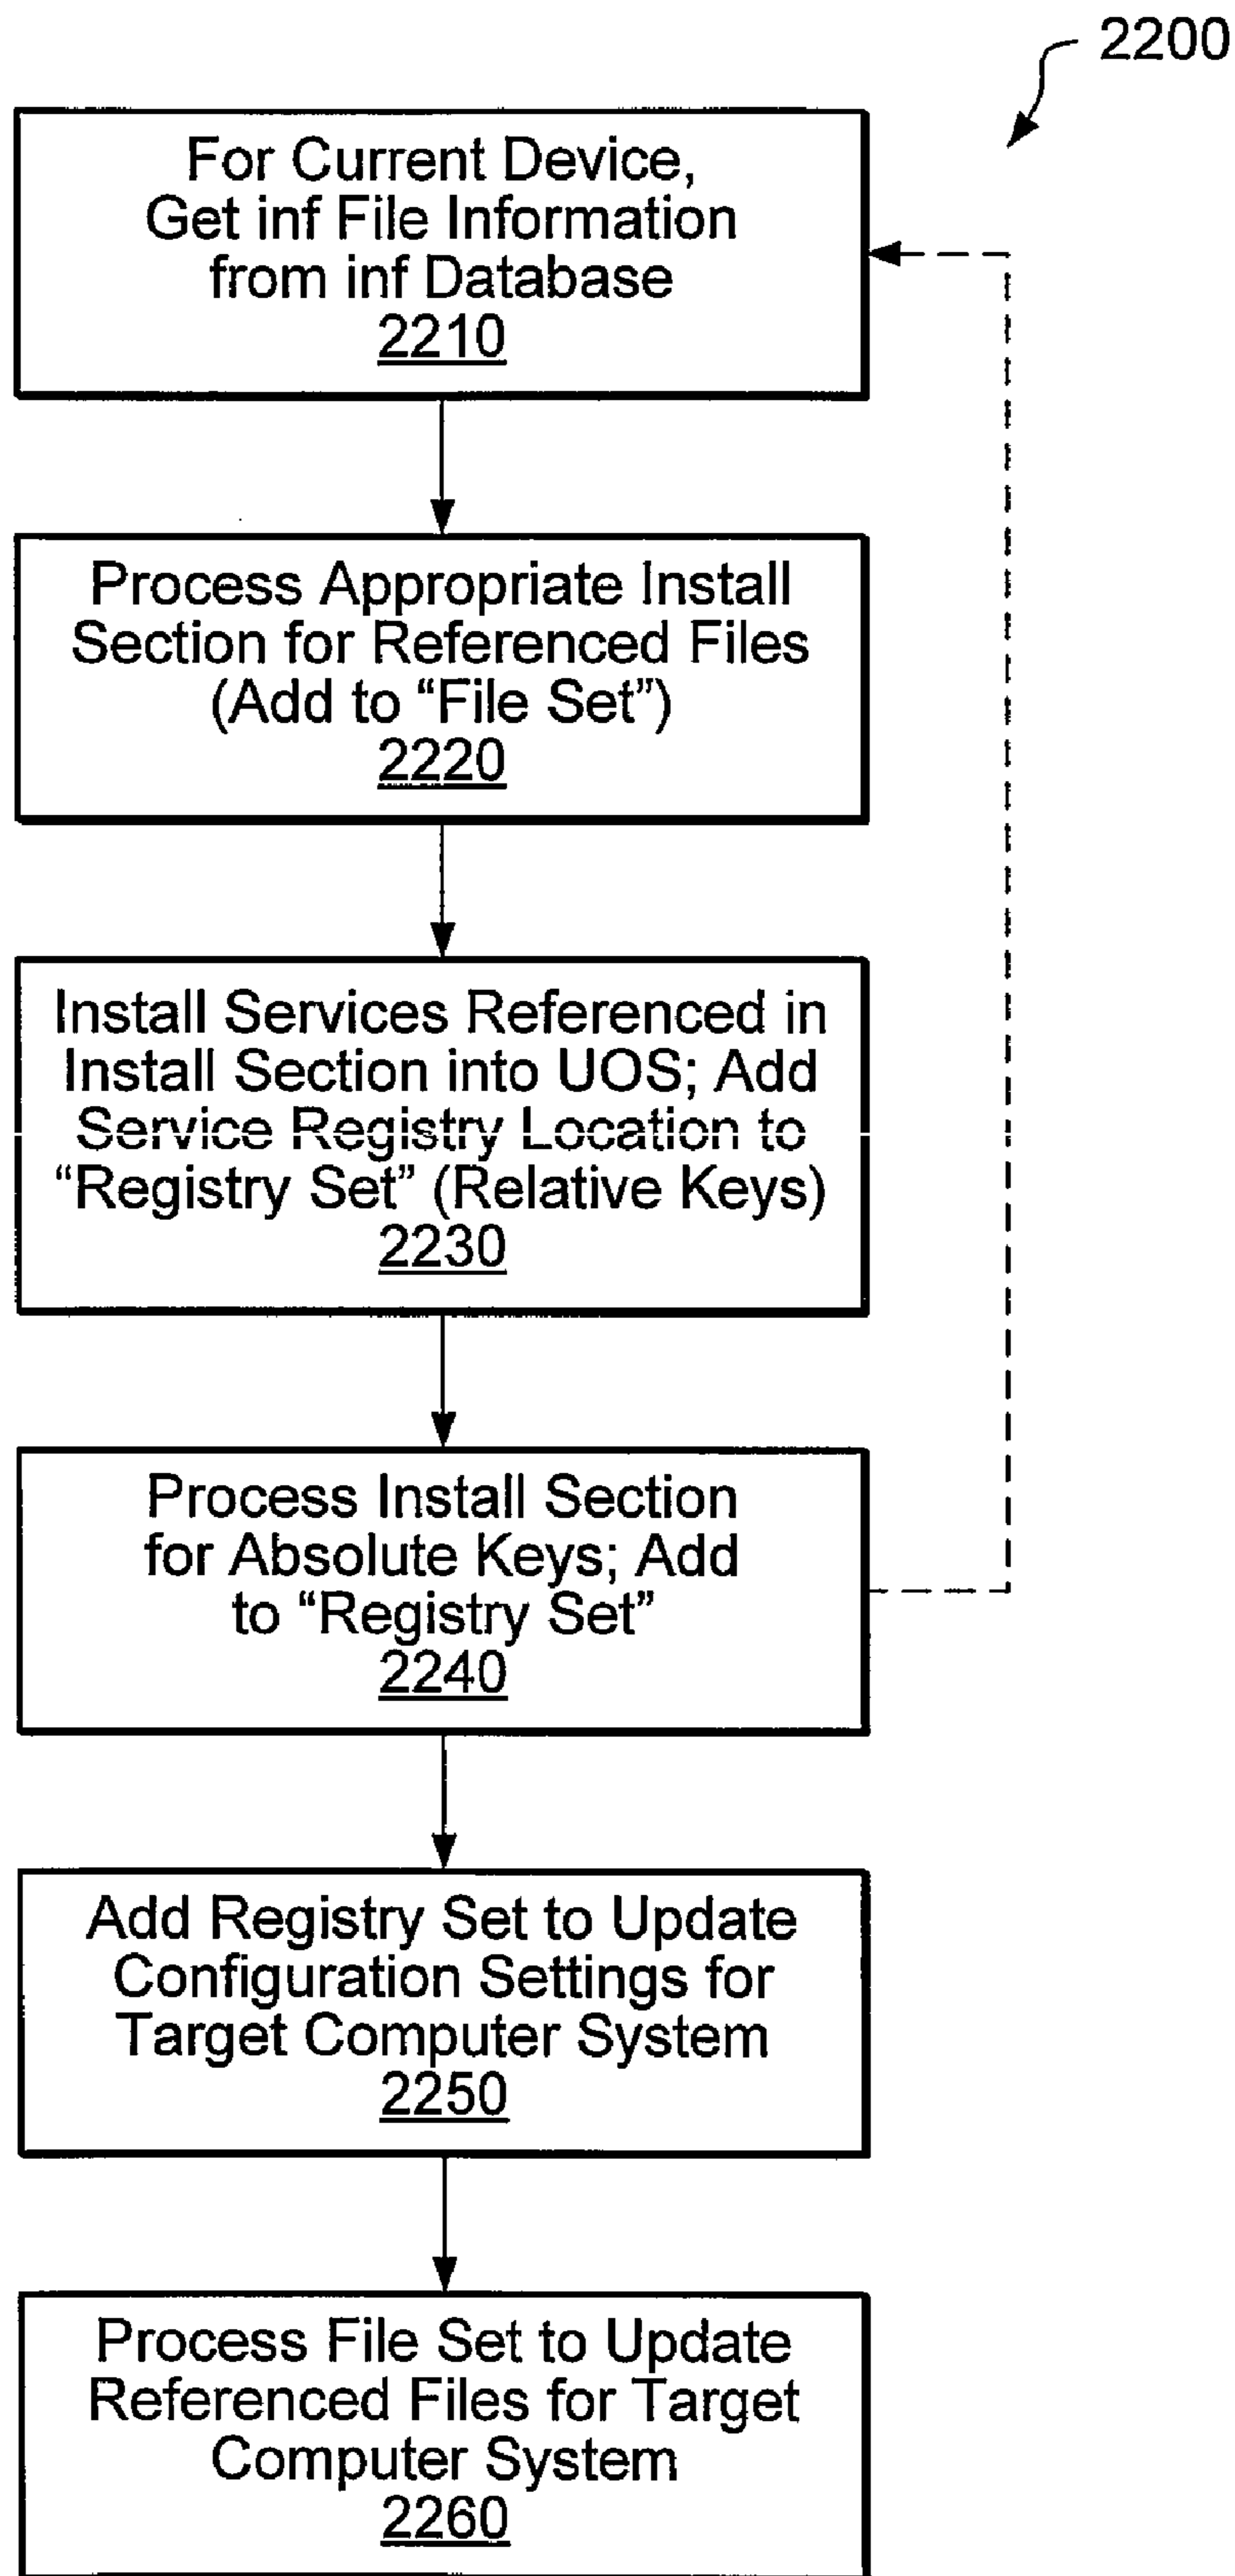 2200
For Current Device,
Get inf File Information
from inf Database
2210
Process Appropriate Install
Section for Referenced Files
(Add to “File Set”)
2220
Install Services Referenced in
Install Section into UOS; Add
Service Registry Location to
“Registry Set” (Relative Keys)
2230
Process Install Section
for Absolute Keys; Add
to “Registry Set”
2240
Add Registry Set to Update
Configuration Settings for
Target Computer System
2250
Process File Set to Update
Referenced Files for Target
Computer System
2260